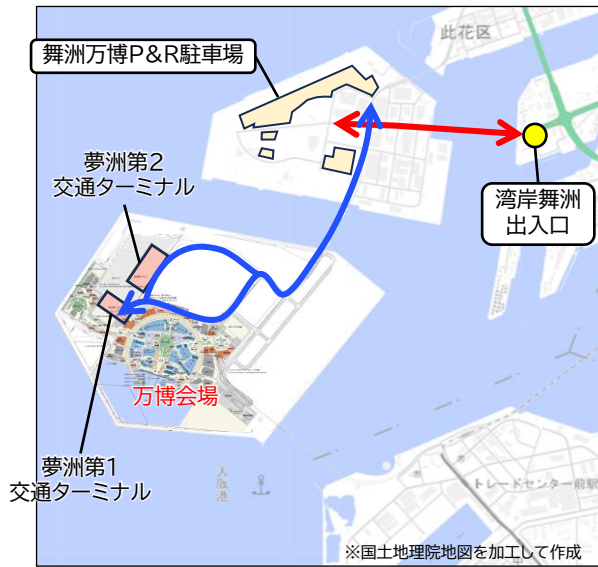 此花区
舞洲万博P&R駐車場
夢洲第2
交通ターミナル
湾岸舞洲
出入口
万博会場
夢洲第1
交通ターミナル
大阪港
トレードセンター前駅
※国土地理院地図を加工して作成